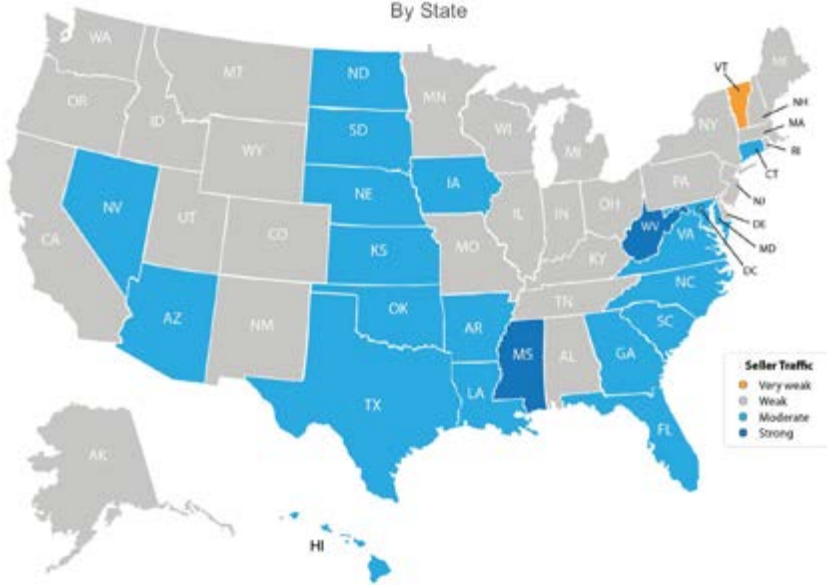 By State
WA
MT
ND
MN
ME
VT
OR
ID
SD
WI
NY
NH
MA
WY
MI
RI
CT
NV
NE
IA
PA
NJ
UT
CO
IL
IN
OH
WV
DE
CA
KS
MO
VA
MD
KY
DC
AZ
NM
OK
AR
TN
NC
SC
MS
AL
GA
TX
LA
FL
Seller Traffic
Very weak
Weak
Moderate
Strong
AK
HI